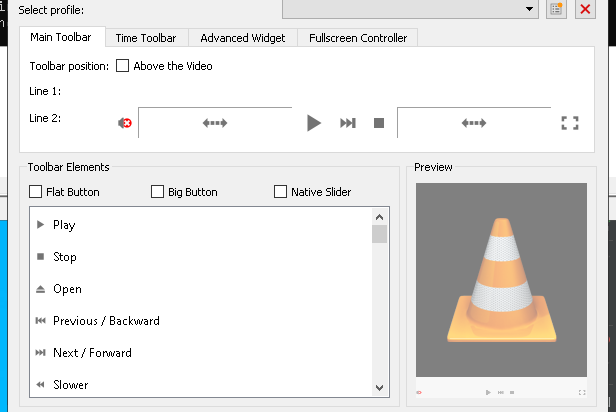 Select profile:
Main Toolbar Time Toolbar Advanced Widget Fullscreen Controller
Toolbar position: Above the Video
Line 1:
Line 2:
Toolbar Elements
Flat Button Big Button Native Slider
Play
Stop
Open
Previous / Backward
Next / Forward
Slower
Preview